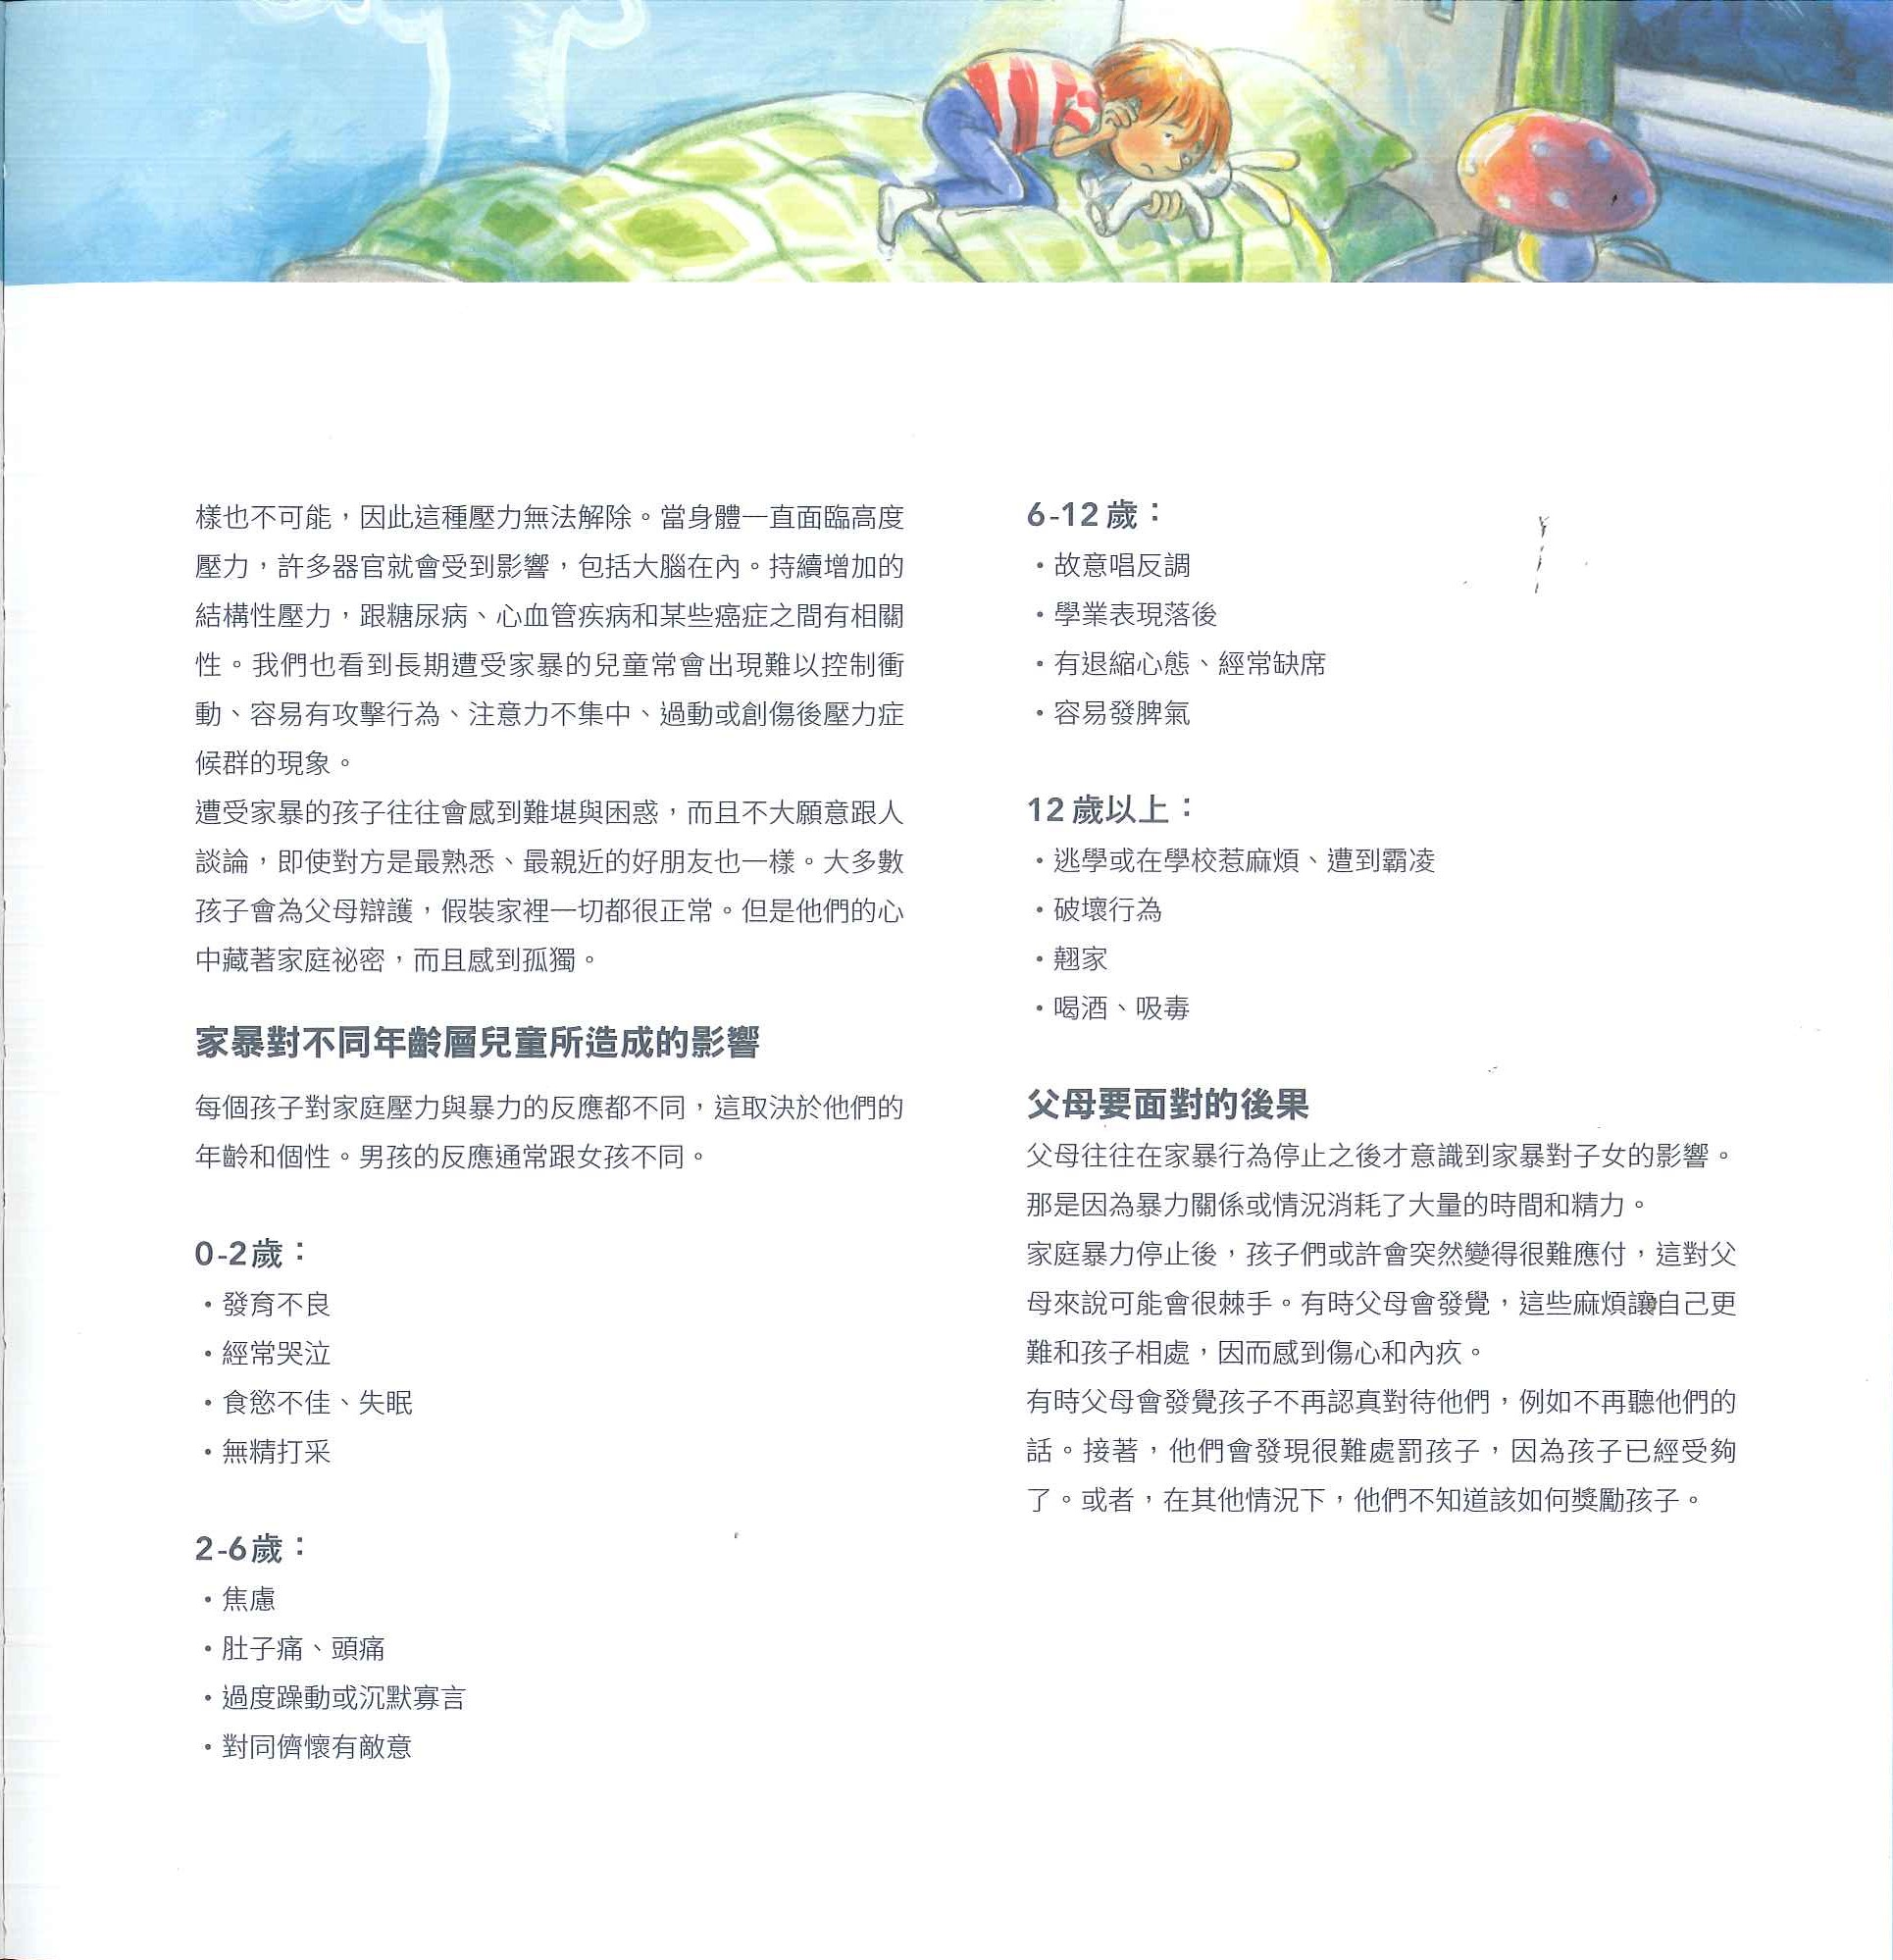 樣也不可能，因此這種壓力無法解除。當身體一直面臨高度
壓力，許多器官就會受到影響，包括大腦在內。持續增加的
結構性壓力，跟糖尿病、心血管疾病和某些癌症之間有相關
性。我們也看到長期遭受家暴的兒童常會出現難以控制衝
動、容易有攻擊行為、注意力不集中、過動或創傷後壓力症
候群的現象。
遭受家暴的孩子往往會感到難堪與困惑，而且不大願意跟人
談論，即使對方是最熟悉、最親近的好朋友也一樣。大多數
孩子會為父母辯護，假裝家裡一切都很正常。但是他們的心
中藏著家庭祕密，而且感到孤獨。
家暴對不同年齡層兒童所造成的影響
每個孩子對家庭壓力與暴力的反應都不同，這取決於他們的
年齡和個性。男孩的反應通常跟女孩不同。
0-2歲：
・發育不良
・經常哭泣
・食慾不佳、失眠
・無精打采
2-6歲：
・焦慮
・肚子痛、頭痛
・過度躁動或沉默寡言
・對同儕懷有敵意
6-12歲：
・故意唱反調
・學業表現落後
・有退縮心態、經常缺席
・容易發脾氣
12歲以上：
・逃學或在學校惹麻煩、遭到霸凌
・破壞行為
・翹家
・喝酒、吸毒
父母要面對的後果
父母往往在家暴行為停止之後才意識到家暴對子女的影響。
那是因為暴力關係或情況消耗了大量的時間和精力。
家庭暴力停止後，孩子們或許會突然變得很難應付，這對父
母來說可能會很棘手。有時父母會發覺，這些麻煩讓自己更
難和孩子相處，因而感到傷心和內疚。
有時父母會發覺孩子不再認真對待他們，例如不再聽他們的
話。接著，他們會發現很難處罰孩子，因為孩子已經受夠
了。或者，在其他情況下，他們不知道該如何獎勵孩子。